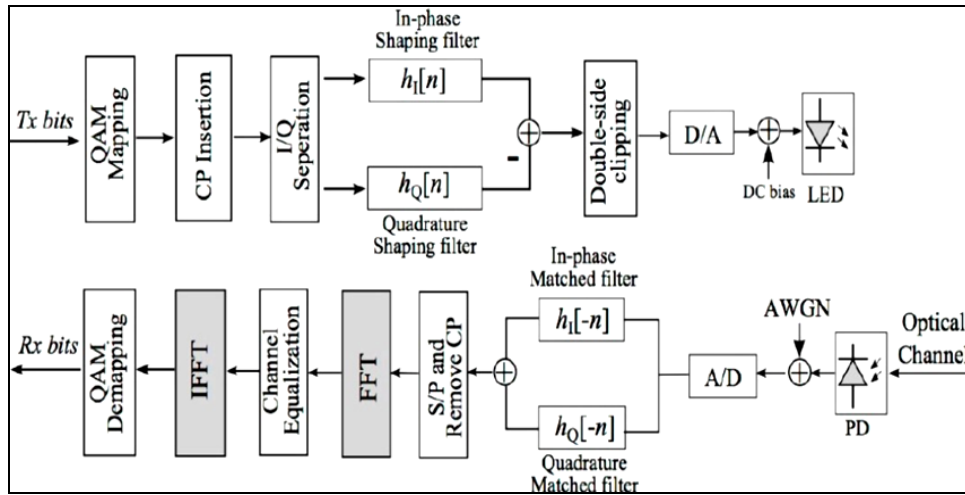 In-phase
Shaping filter
Tx bits
QAM
Mapping
CP Insertion
I/Q
Seperation
hI[n]
hQ[n]
Quadrature
Shaping filter
-
Double-side
clipping
D/A
DC bias
LED
In-phase
Matched filter
Rx bits
QAM
Demapping
IFFT
Channel
Equalization
FFT
S/P and
Remove CP
hI[-n]
hQ[-n]
Quadrature
Matched filter
A/D
AWGN
PD
Optical
Channel